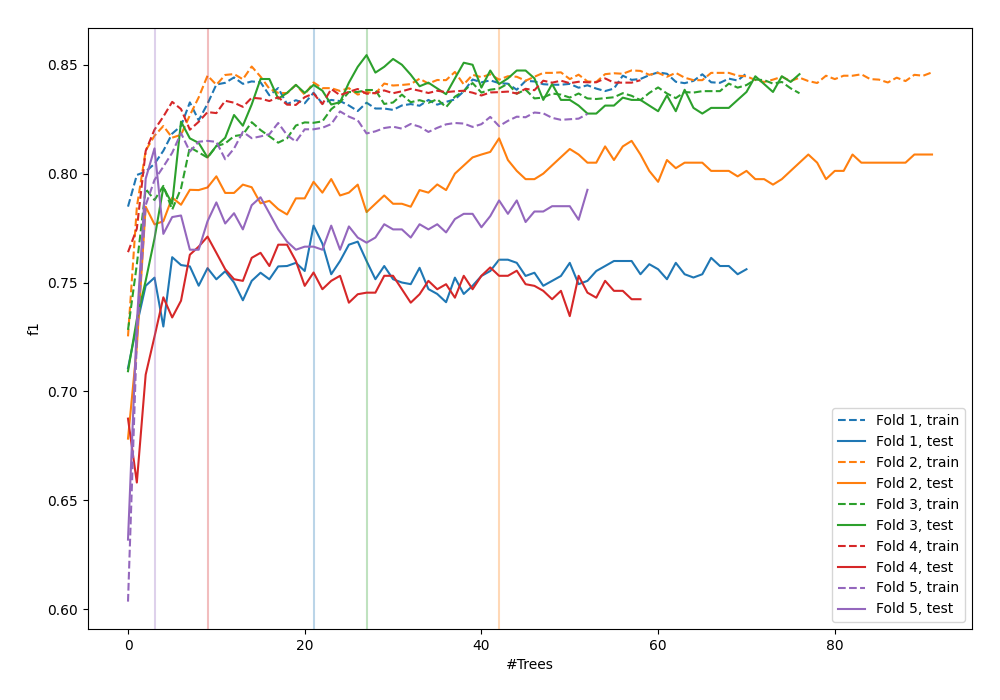 0.85
0.80
0.75
0.70
0.65
0.60
f1
0
20
40
60
80
#Trees
Fold 1, train
Fold 1, test
Fold 2, train
Fold 2, test
Fold 3, train
Fold 3, test
Fold 4, train
Fold 4, test
Fold 5, train
Fold 5, test